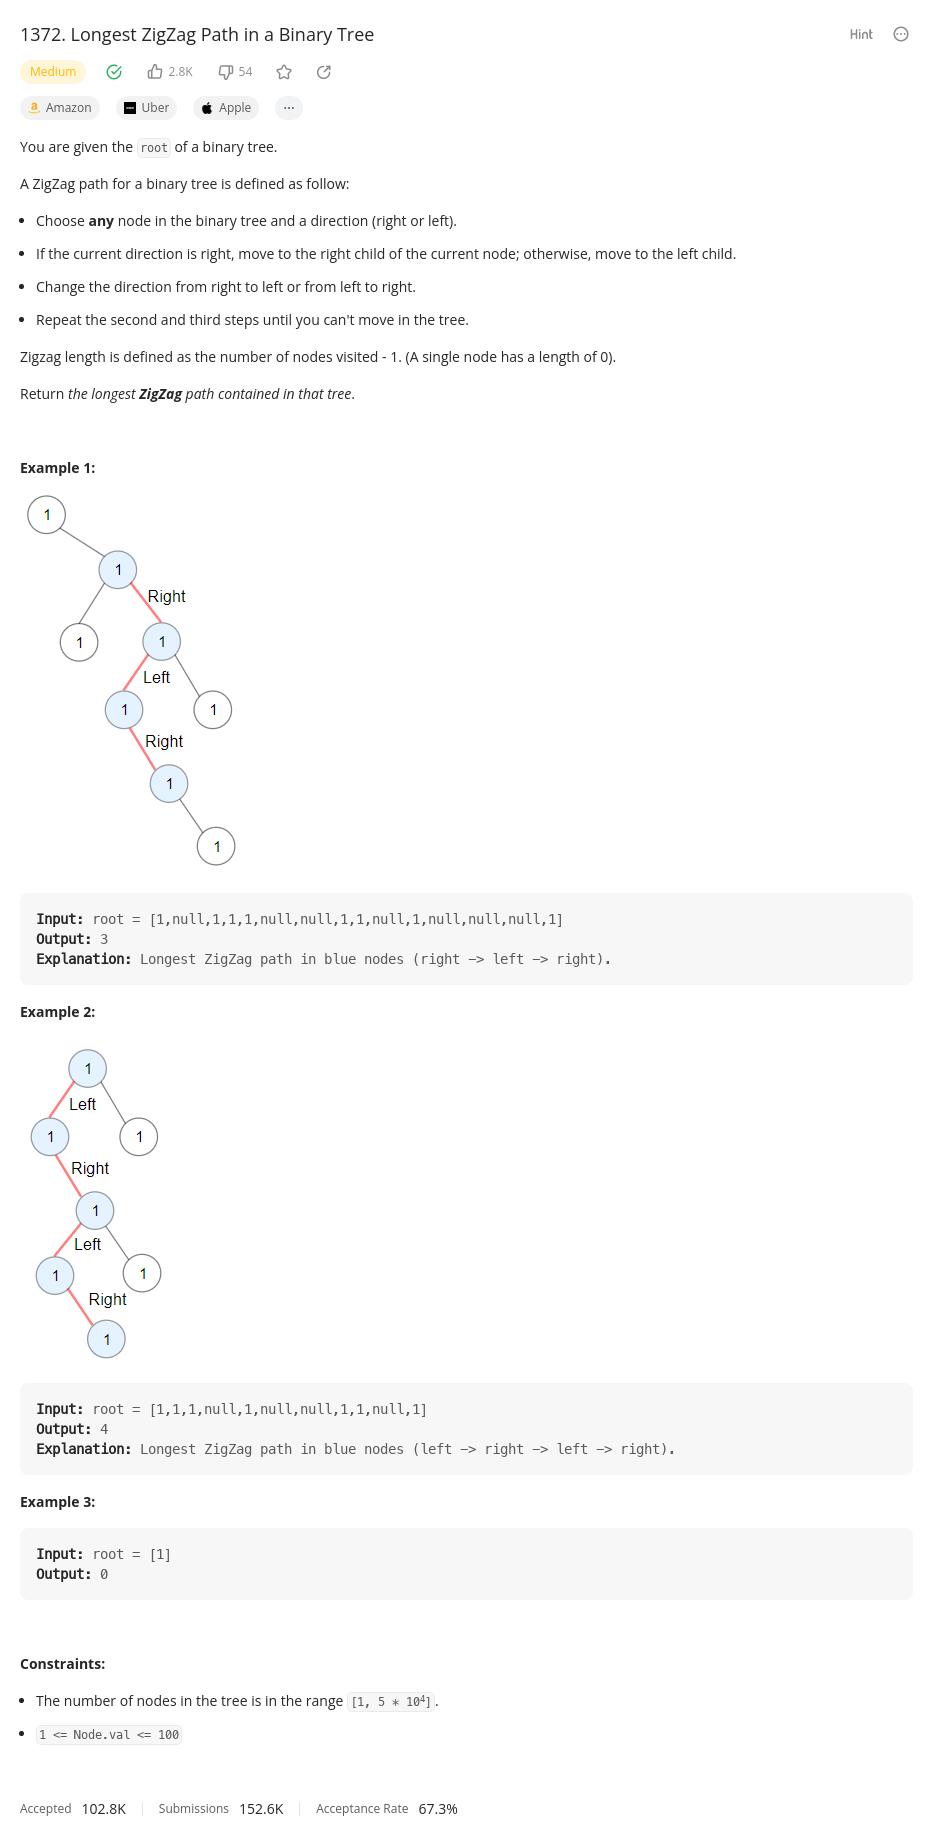 1372. Longest ZigZag Path in a Binary Tree
Hint
Medium
2.8K
54
Amazon
Uber
Apple
...
You are given the root of a binary tree.
A ZigZag path for a binary tree is defined as follow:
• Choose any node in the binary tree and a direction (right or left).
• If the current direction is right, move to the right child of the current node; otherwise, move to the left child.
• Change the direction from right to left or from left to right.
• Repeat the second and third steps until you can't move in the tree.
Zigzag length is defined as the number of nodes visited - 1. (A single node has a length of 0).
Return the longest ZigZag path contained in that tree.
Example 1:
1
1
Right
1
1
Left
1
1
Right
1
1
Input: root = [1,null,1,1,1,null,null,1,1,null,1,null,null,null,1]
Output: 3
Explanation: Longest ZigZag path in blue nodes (right -> left -> right).
Example 2:
1
Left
1
1
Right
1
Left
1
1
Right
1
Input: root = [1,1,1,null,1,null,null,1,1,null,1]
Output: 4
Explanation: Longest ZigZag path in blue nodes (left -> right -> left -> right).
Example 3:
Input: root = [1]
Output: 0
Constraints:
• The number of nodes in the tree is in the range [1, 5 * 10⁴].
• 1 <= Node.val <= 100
Accepted 102.8K
Submissions 152.6K
Acceptance Rate 67.3%